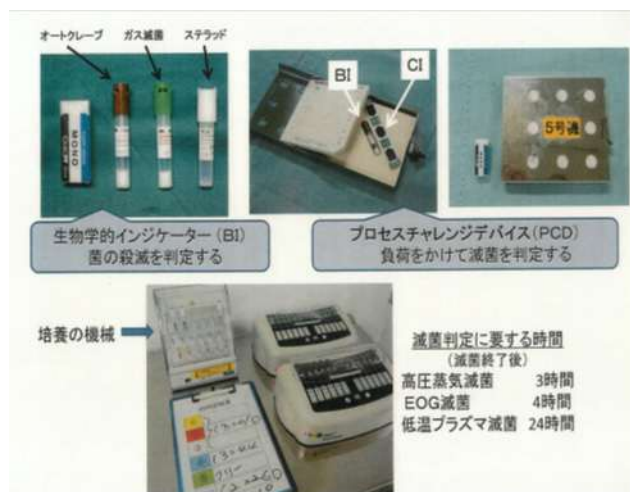 オートクレーブ
ガス滅菌
ステラッド
MONO
BI
CI
5号機
生物学的インジケーター(BI)
菌の殺滅を判定する
プロセスチャレンジデバイス(PCD)
負荷をかけて滅菌を判定する
培養の機械
滅菌判定に要する時間
(滅菌終了後)
高圧蒸気滅菌 3時間
EOG滅菌 4時間
低温プラズマ滅菌 24時間